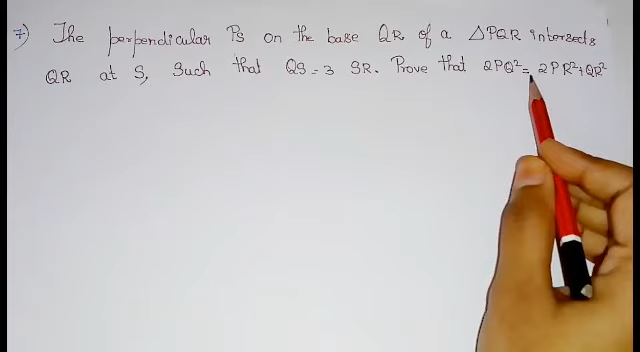 7) The perpendicular PS on the base QR of a △PQR intersects
QR at S, Such that QS = 3 SR. Prove that 2PQ² = 2PR² + QR²